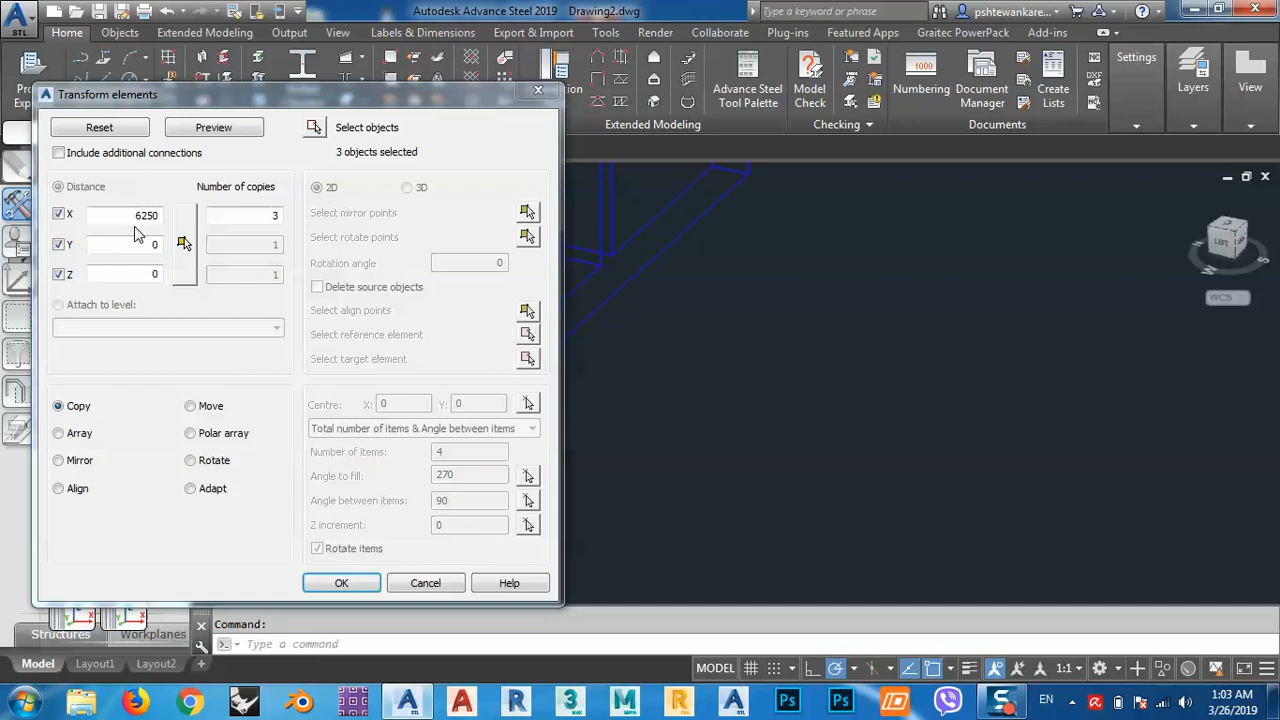 STL
Autodesk Advance Steel 2019 Drawing2.dwg
Type a keyword or phrase
pshtewankare...
Home
Objects
Extended Modeling
Output
View
Labels & Dimensions
Export & Import
Tools
Render
Collaborate
Plug-ins
Featured Apps
Graitec PowerPack
Add-ins
Advance Steel
Tool Palette
Model
Check
1000
Numbering
Document
Manager
DXF
Create
Lists
Settings
Layers
View
Extended Modeling
Checking
Documents
Transform elements
Reset
Preview
Select objects
3 objects selected
Include additional connections
Distance
Number of copies
X
6250
3
Y
0
1
Z
0
1
Attach to level:
2D
3D
Select mirror points
Select rotate points
Rotation angle
0
Delete source objects
Select align points
Select reference element
Select target element
Copy
Move
Array
Polar array
Mirror
Rotate
Align
Adapt
Centre:
X:
0
Y:
0
Total number of items & Angle between items
Number of items:
4
Angle to fill:
270
Angle between items:
90
Z increment:
0
Rotate items
OK
Cancel
Help
LEFT
WCS
Y X
Y X
Structures
Workplanes
Command:
Type a command
Model
Layout1
Layout2
MODEL
1:1
Ps
Ps
EN
1:03 AM
3/26/2019